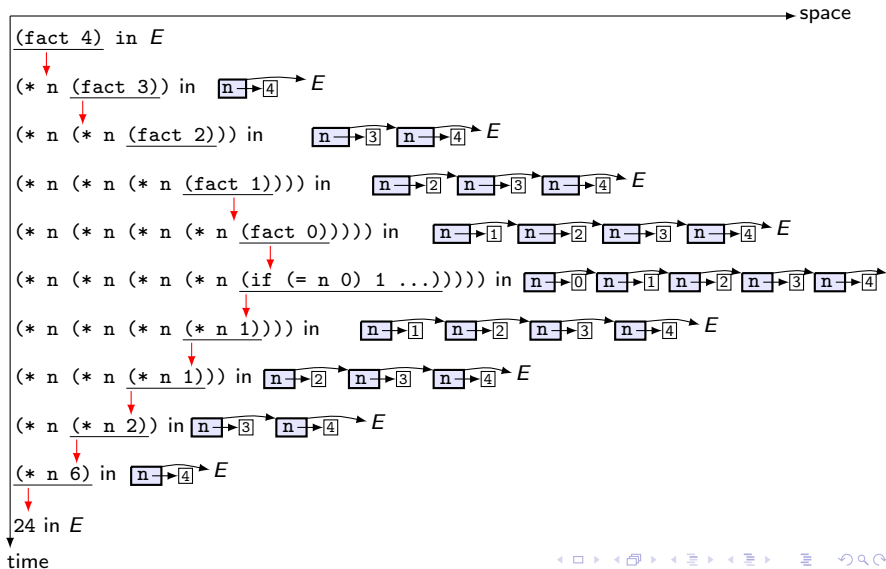 space
(fact 4) in E
(* n (fact 3)) in n 4 E
(* n (* n (fact 2))) in n 3 n 4 E
(* n (* n (* n (fact 1)))) in n 2 n 3 n 4 E
(* n (* n (* n (* n (fact 0))))) in n 1 n 2 n 3 n 4 E
(* n (* n (* n (* n (if (= n 0) 1 ...))))) in n 0 n 1 n 2 n 3 n 4
(* n (* n (* n (* n 1)))) in n 1 n 2 n 3 n 4 E
(* n (* n (* n 1))) in n 2 n 3 n 4 E
(* n (* n 2)) in n 3 n 4 E
(* n 6) in n 4 E
24 in E
time